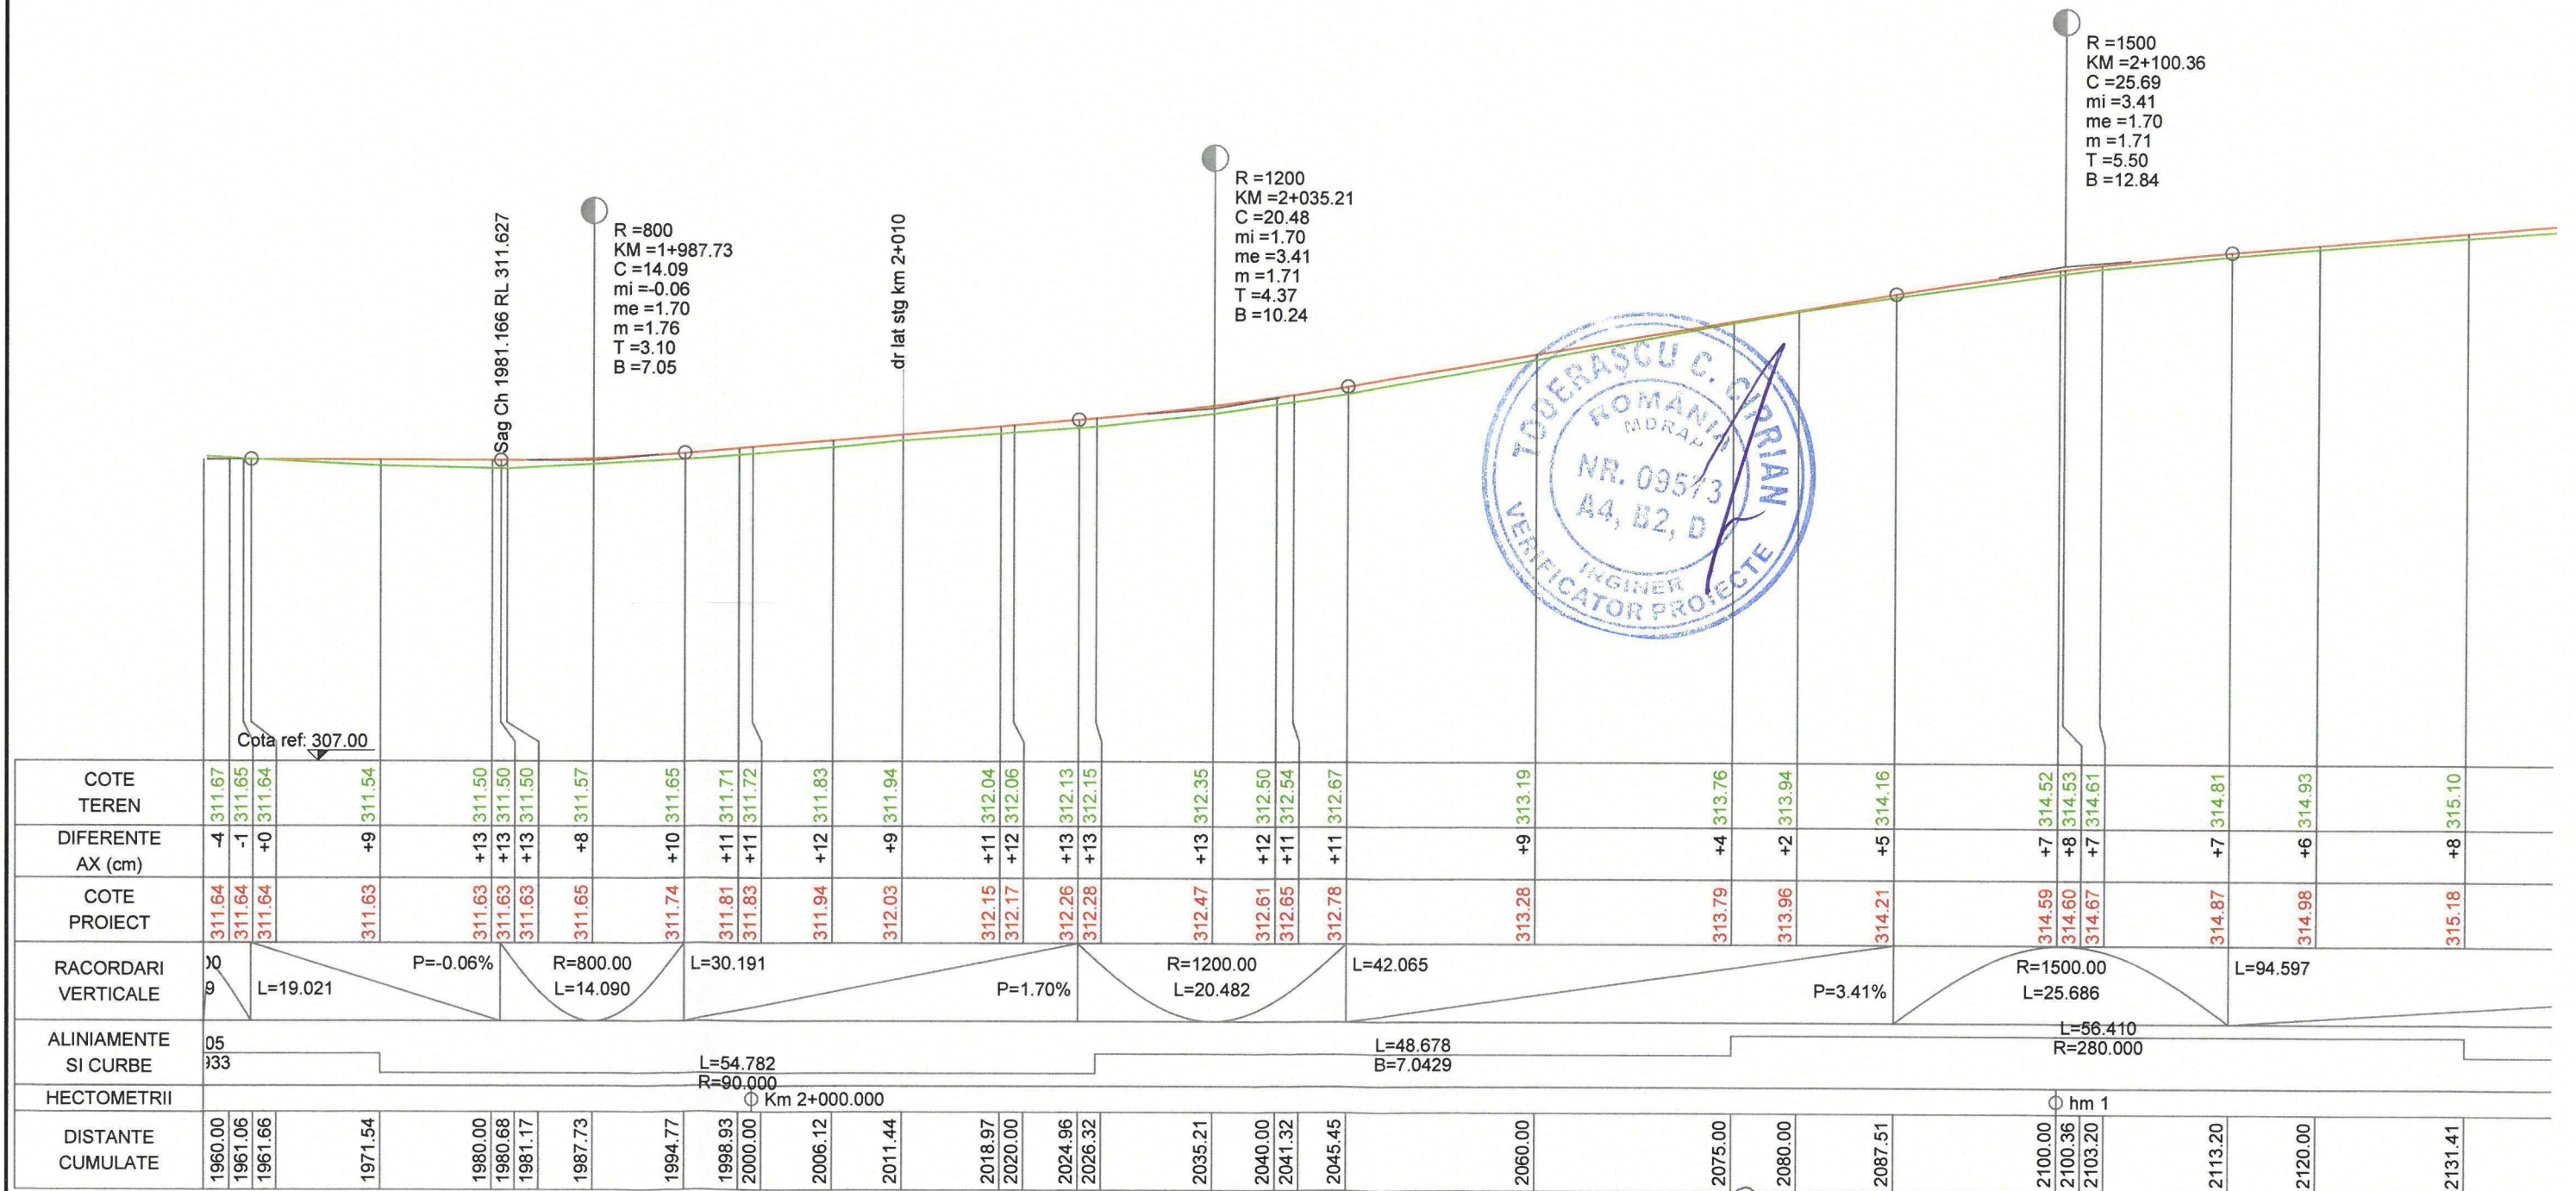 R =1500
KM =2+100.36
C =25.69
mi =3.41
me =1.70
m =1.71
T =5.50
B =12.84
R =1200
KM =2+035.21
C =20.48
mi =1.70
me =3.41
m =1.71
T =4.37
B =10.24
Sag Ch 1981.166 RL 311.627
R =800
KM =1+987.73
C =14.09
mi =-0.06
me =1.70
m =1.76
T =3.10
B =7.05
dr lat stg km 2+010
TODERAȘCU C. CIPRIAN
ROMANIA
MDRAP
NR. 09573
A4, B2, D
INGINER
VERIFICATOR PROIECTE
Cota ref: 307.00
COTE TEREN
311.67 311.65 311.64 311.54 311.50 311.50 311.50 311.57 311.65 311.71 311.72 311.83 311.94 312.04 312.06 312.13 312.15 312.35 312.50 312.54 312.67 313.19 313.76 313.94 314.16 314.52 314.53 314.61 314.81 314.93 315.10
DIFERENTE AX (cm)
-4 -1 +0 +9 +13 +13 +13 +8 +10 +11 +11 +12 +9 +11 +12 +13 +13 +13 +12 +11 +11 +9 +4 +2 +5 +7 +8 +7 +7 +6 +8
COTE PROIECT
311.64 311.64 311.64 311.63 311.63 311.63 311.63 311.65 311.74 311.81 311.83 311.94 312.03 312.15 312.17 312.26 312.28 312.47 312.61 312.65 312.78 313.28 313.79 313.96 314.21 314.59 314.60 314.67 314.87 314.98 315.18
RACORDARI VERTICALE
P=-0.06% R=800.00 L=30.191 R=1200.00 L=42.065 R=1500.00 L=94.597
9 L=19.021 L=14.090 P=1.70% L=20.482 P=3.41% L=25.686
ALINIAMENTE SI CURBE
05 L=54.782 L=48.678 L=56.410
933 R=90.000 B=7.0429 R=280.000
HECTOMETRII
Km 2+000.000 hm 1
DISTANTE CUMULATE
1960.00 1961.06 1961.66 1971.54 1980.00 1980.68 1981.17 1987.73 1994.77 1998.93 2000.00 2006.12 2011.44 2018.97 2020.00 2024.96 2026.32 2035.21 2040.00 2041.32 2045.45 2060.00 2075.00 2080.00 2087.51 2100.00 2100.36 2103.20 2113.20 2120.00 2131.41